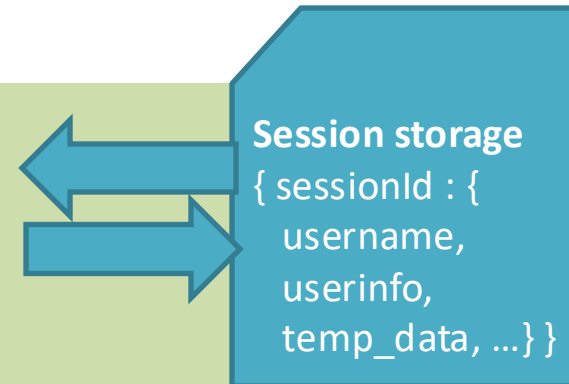 Session storage
{ sessionId : {
username,
userinfo,
temp_data, ...} }